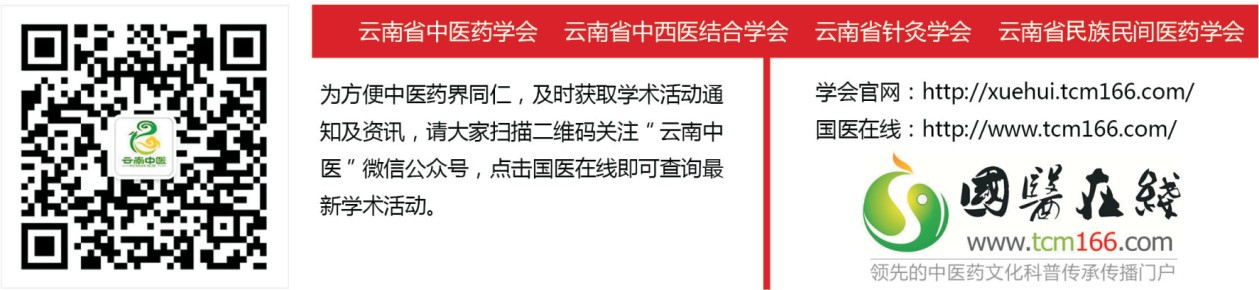 云南中医
云南省中医药学会 云南省中西医结合学会 云南省针灸学会 云南省民族民间医药学会
为方便中医药界同仁，及时获取学术活动通
知及资讯，请大家扫描二维码关注“云南中
医”微信公众号，点击国医在线即可查询最
新学术活动。
学会官网：http://xuehui.tcm166.com/
国医在线：http://www.tcm166.com/
國醫在綫
www.tcm166.com
领先的中医药文化科普传承传播门户